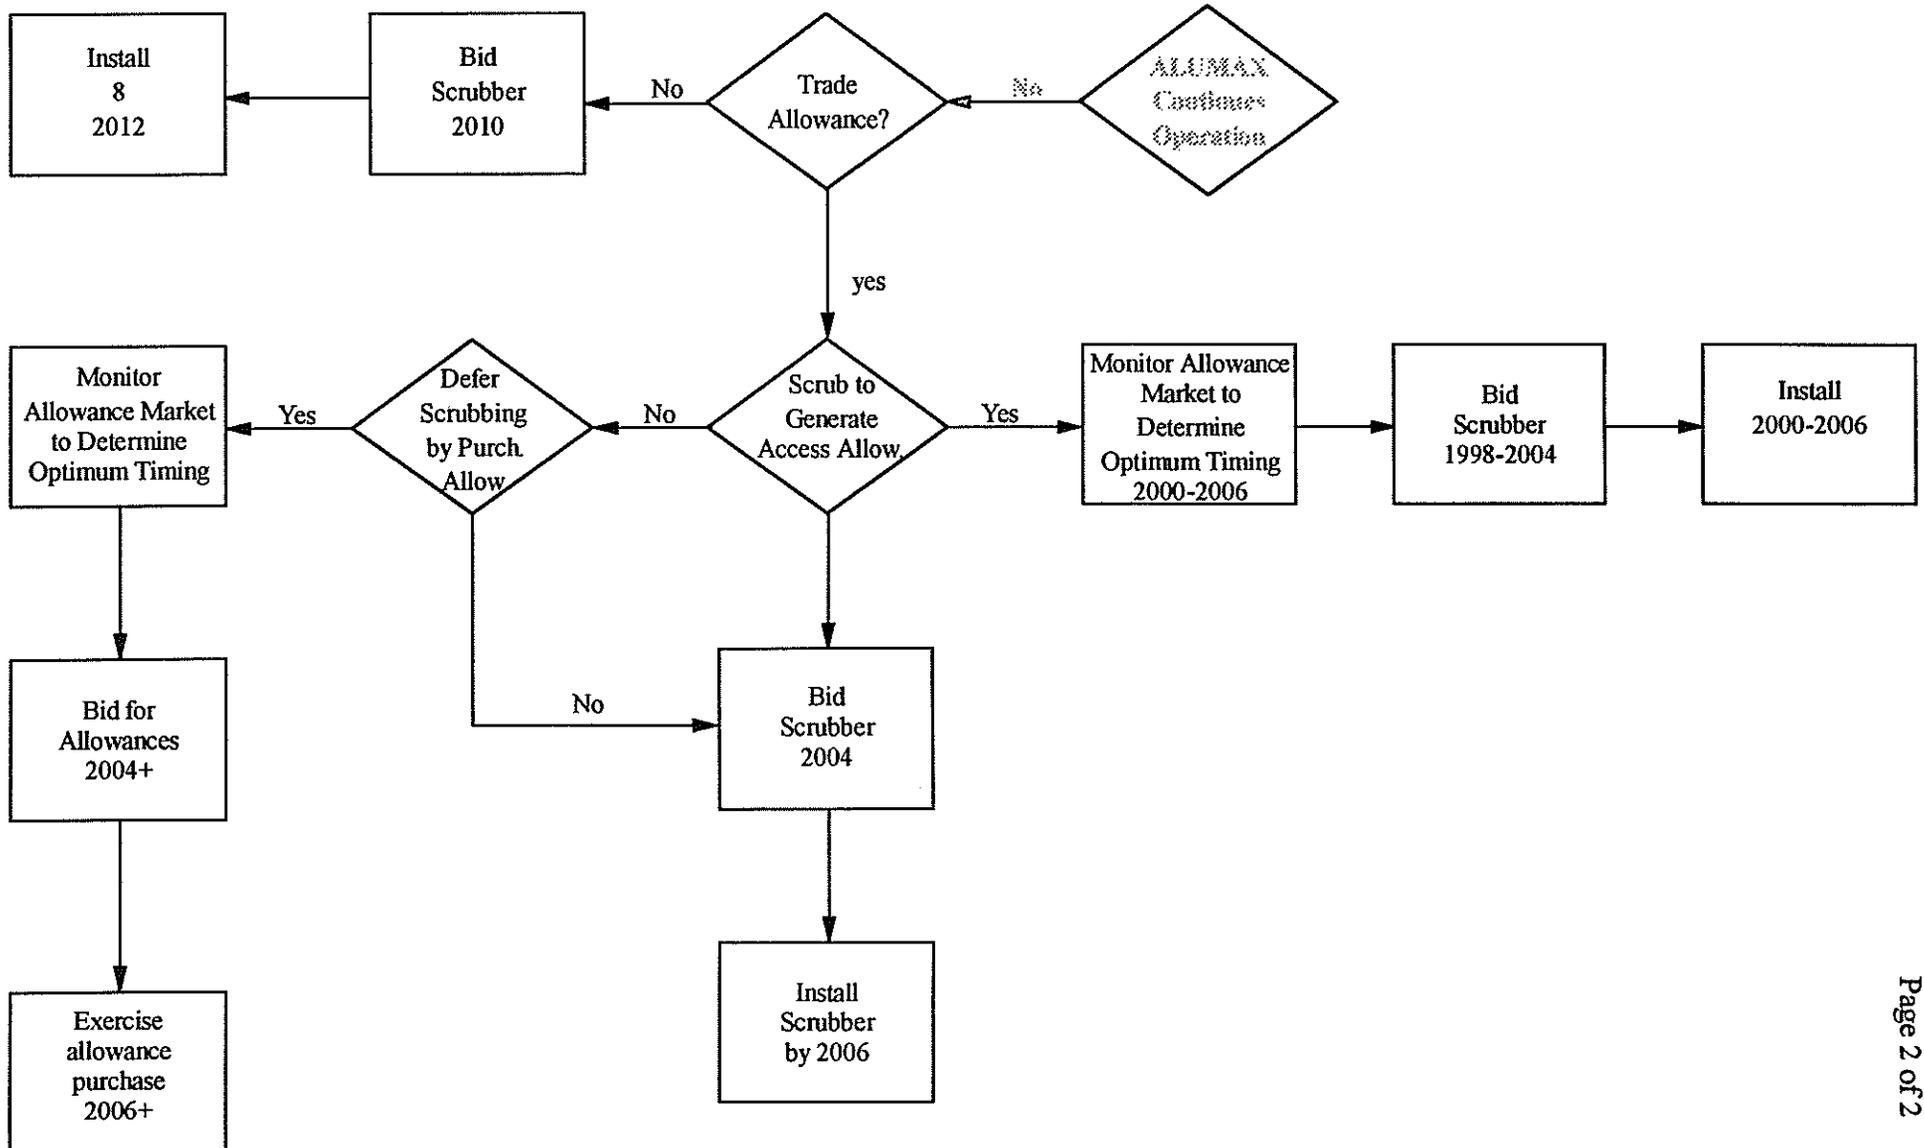 Install
8
2012
Bid
Scrubber
2010
No
Trade
Allowance?
No
ALUMAX
Continues
Operation
yes
Monitor
Allowance Market
to Determine
Optimum Timing
Yes
Defer
Scrubbing
by Purch.
Allow
No
Scrub to
Generate
Access Allow.
Yes
Monitor Allowance
Market to
Determine
Optimum Timing
2000-2006
Bid
Scrubber
1998-2004
Install
2000-2006
Bid for
Allowances
2004+
No
Bid
Scrubber
2004
Exercise
allowance
purchase
2006+
Install
Scrubber
by 2006
Page 2 of 2